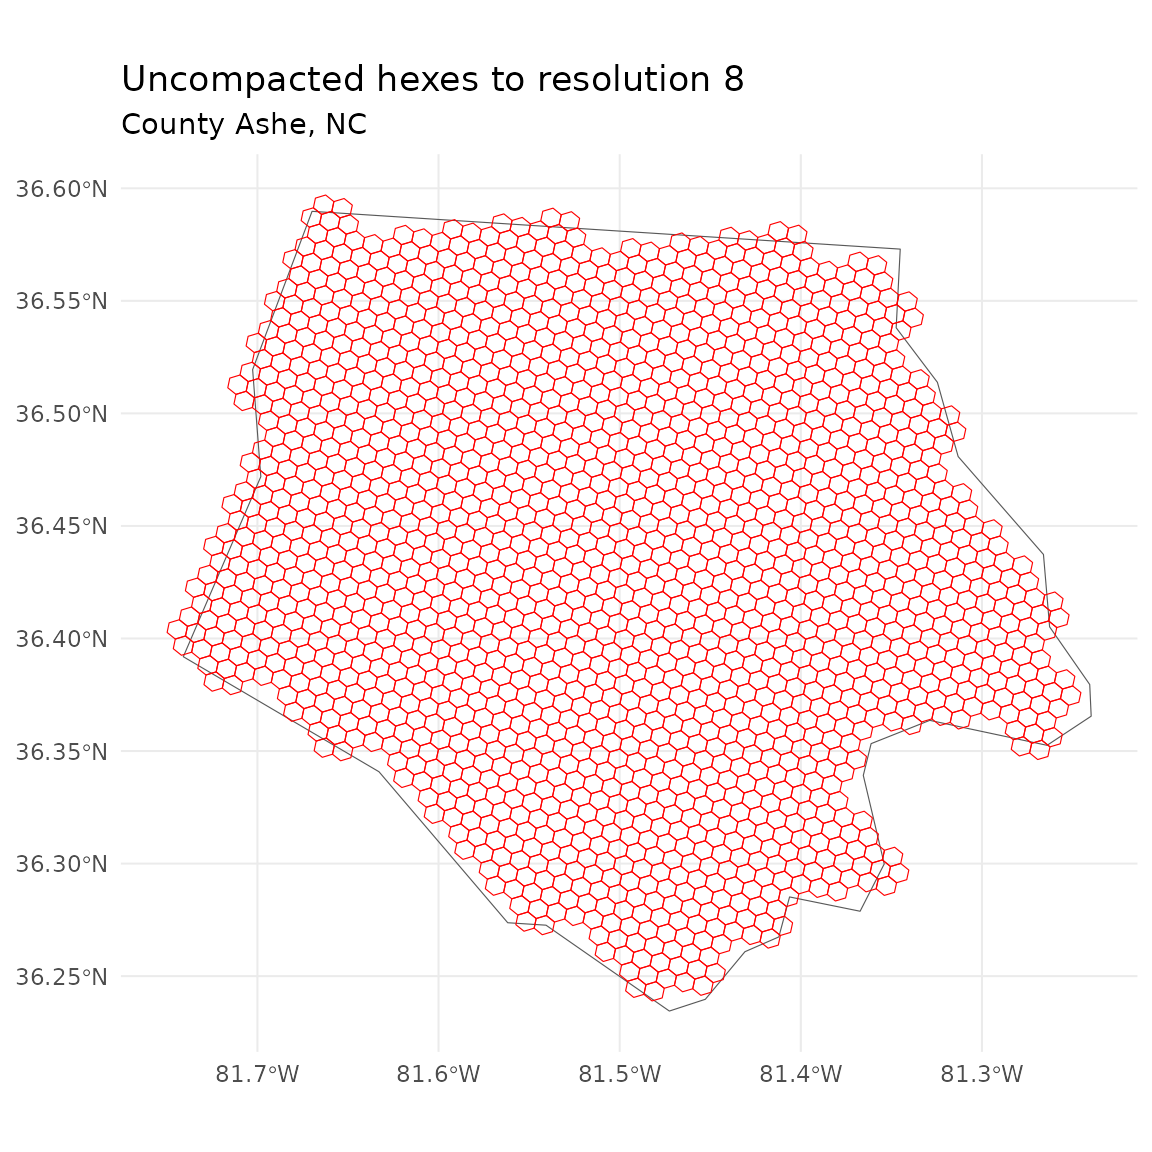 Uncompacted hexes to resolution 8
County Ashe, NC
36.60°N
36.55°N
36.50°N
36.45°N
36.40°N
36.35°N
36.30°N
36.25°N
81.7°W 81.6°W 81.5°W 81.4°W 81.3°W